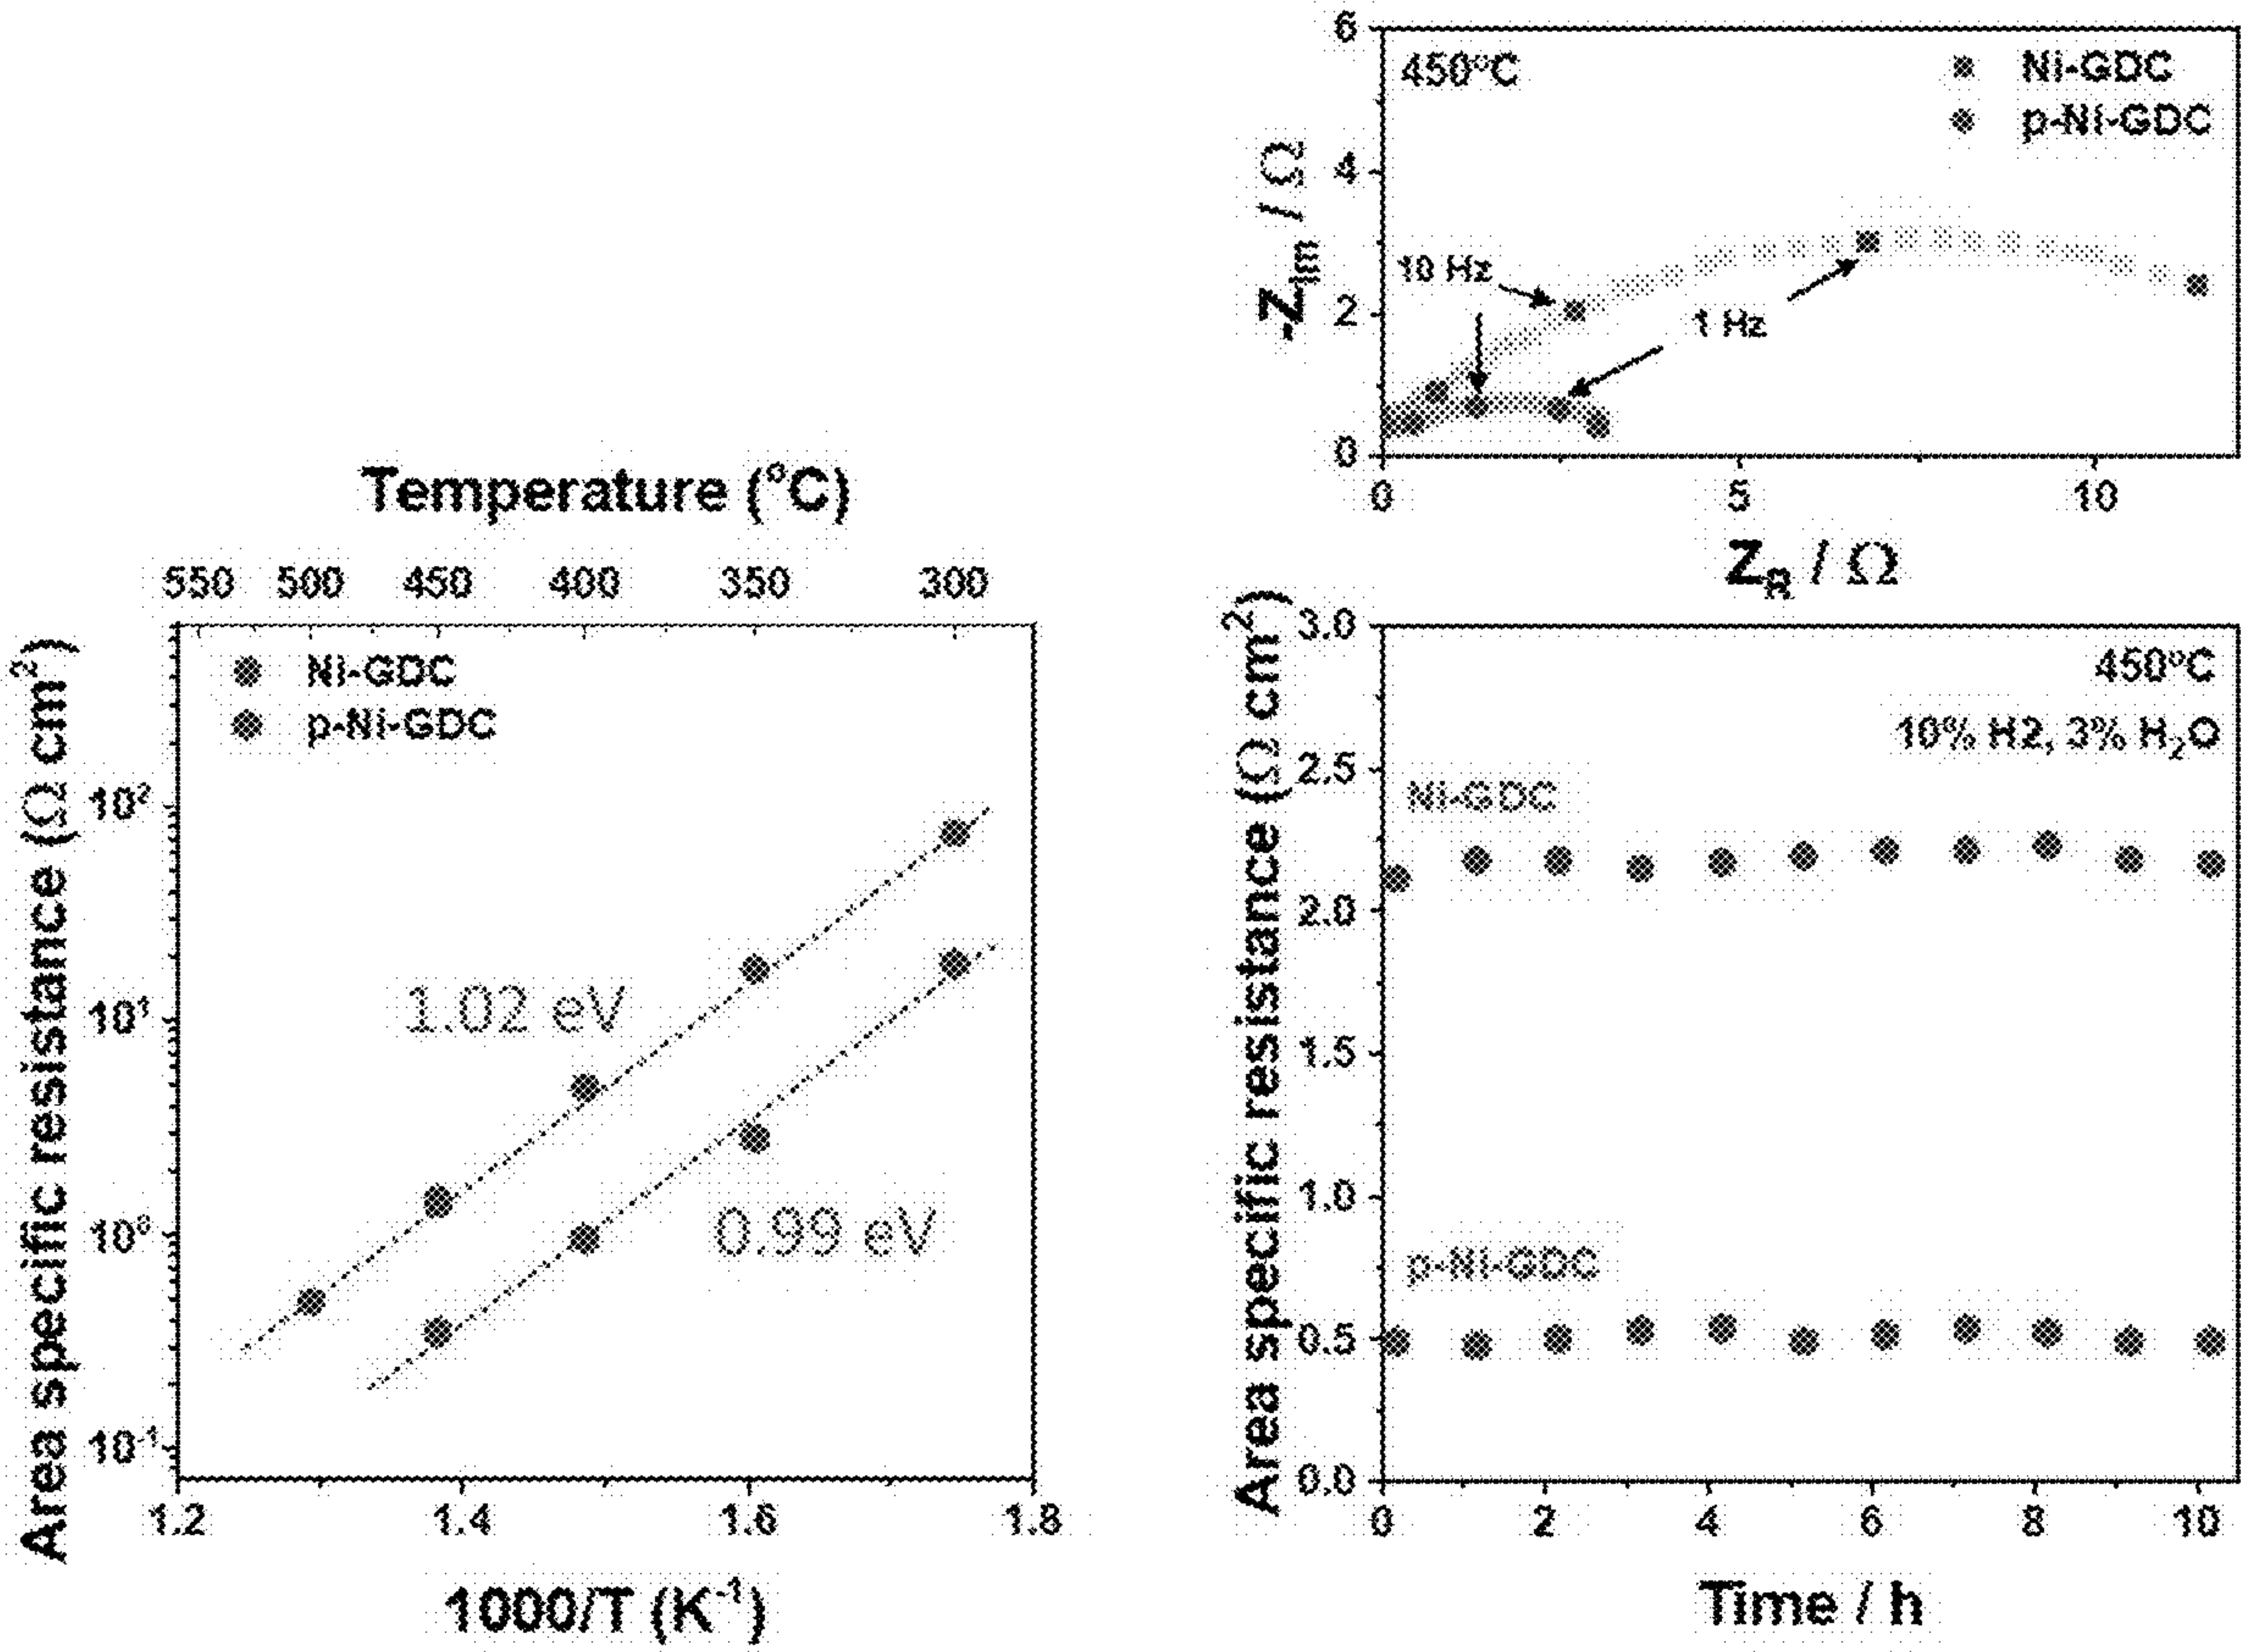 Temperature (°C)
550 500 450 400 350 300
Ni-GDC
p-Ni-GDC
Area specific resistance (Ω cm²)
10²
10¹
10⁰
10⁻¹
1.02 eV
0.99 eV
1.2 1.4 1.6 1.8
1000/T (K⁻¹)
450°C
Ni-GDC
p-Ni-GDC
-Z_im / Ω
6
4
2
0
10 Hz
1 Hz
0 5 10
Z_R / Ω
Area specific resistance (Ω cm²)
3.0
2.5
2.0
1.5
1.0
0.5
0.0
450°C
10% H2, 3% H₂O
Ni-GDC
p-Ni-GDC
0 2 4 6 8 10
Time / h